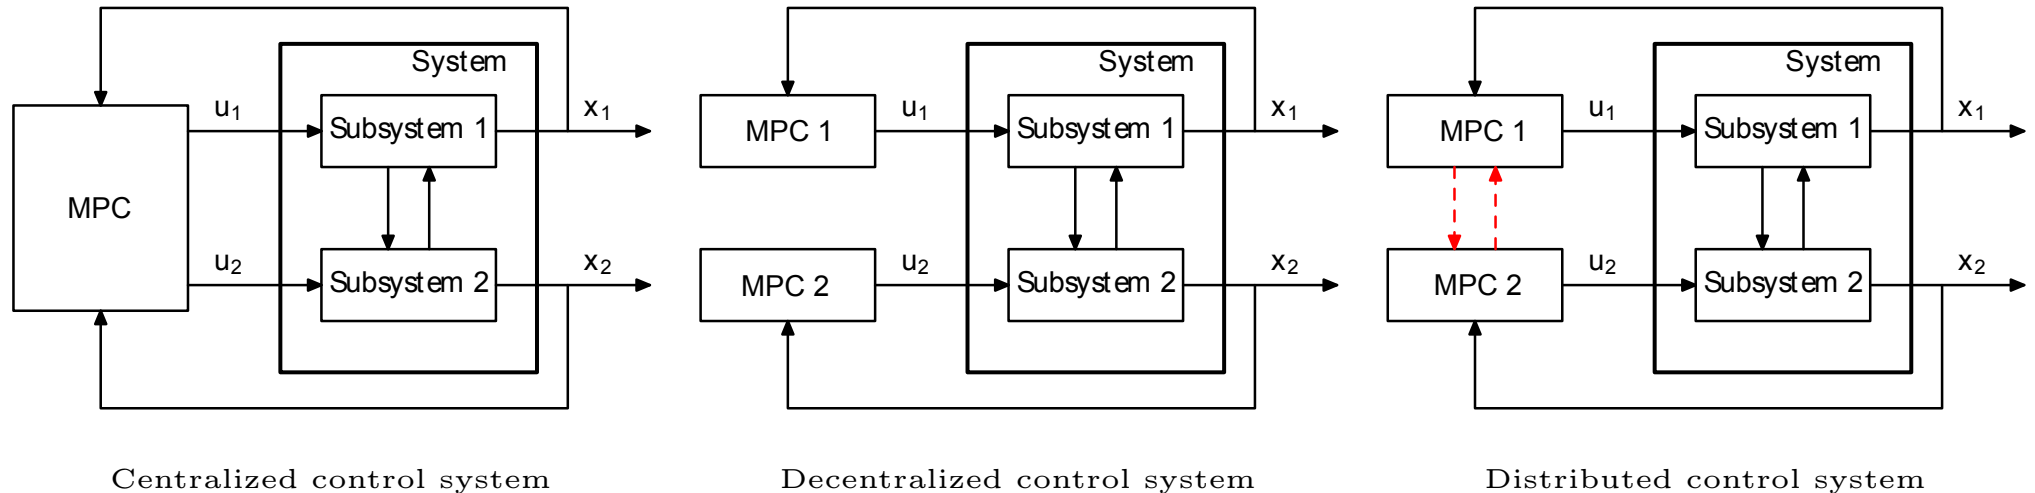 System
u₁
Subsystem 1
x₁
MPC
u₂
Subsystem 2
x₂
Centralized control system
System
MPC 1
u₁
Subsystem 1
x₁
MPC 2
u₂
Subsystem 2
x₂
Decentralized control system
System
MPC 1
u₁
Subsystem 1
x₁
MPC 2
u₂
Subsystem 2
x₂
Distributed control system